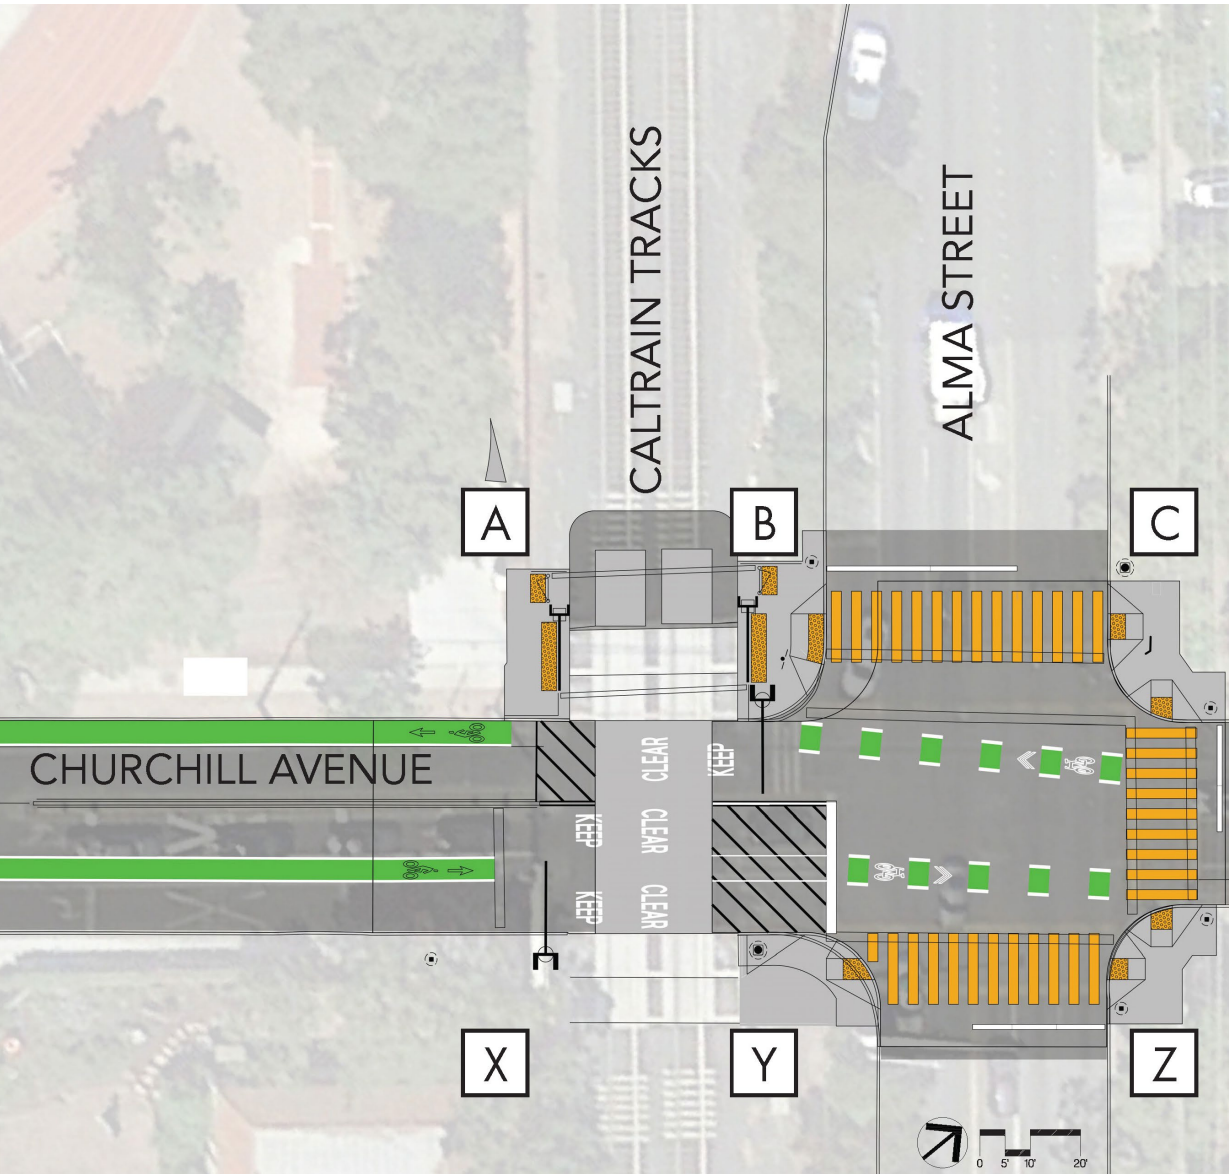 CALTRAIN TRACKS
ALMA STREET
A
B
C
CHURCHILL AVENUE
CLEAR
KEEP
KEEP
CLEAR
KEEP
CLEAR
X
Y
Z
0 5' 10' 20'